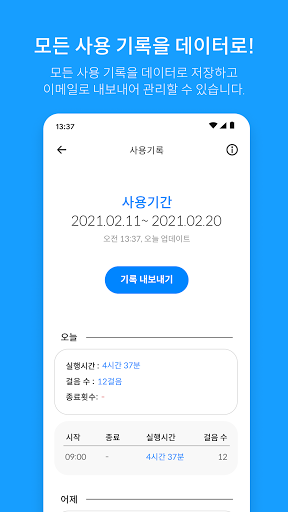 모든 사용 기록을 데이터로!
모든 사용 기록을 데이터로 저장하고
이메일로 내보내어 관리할 수 있습니다.
13:37
사용기록
사용기간
2021.02.11~ 2021.02.20
오전 13:37, 오늘 업데이트
기록 내보내기
오늘
실행시간 : 4시간 37분
걸음 수 : 12걸음
종료횟수: -
시작 종료 실행시간 걸음 수
09:00 - 4시간 37분 12
어제